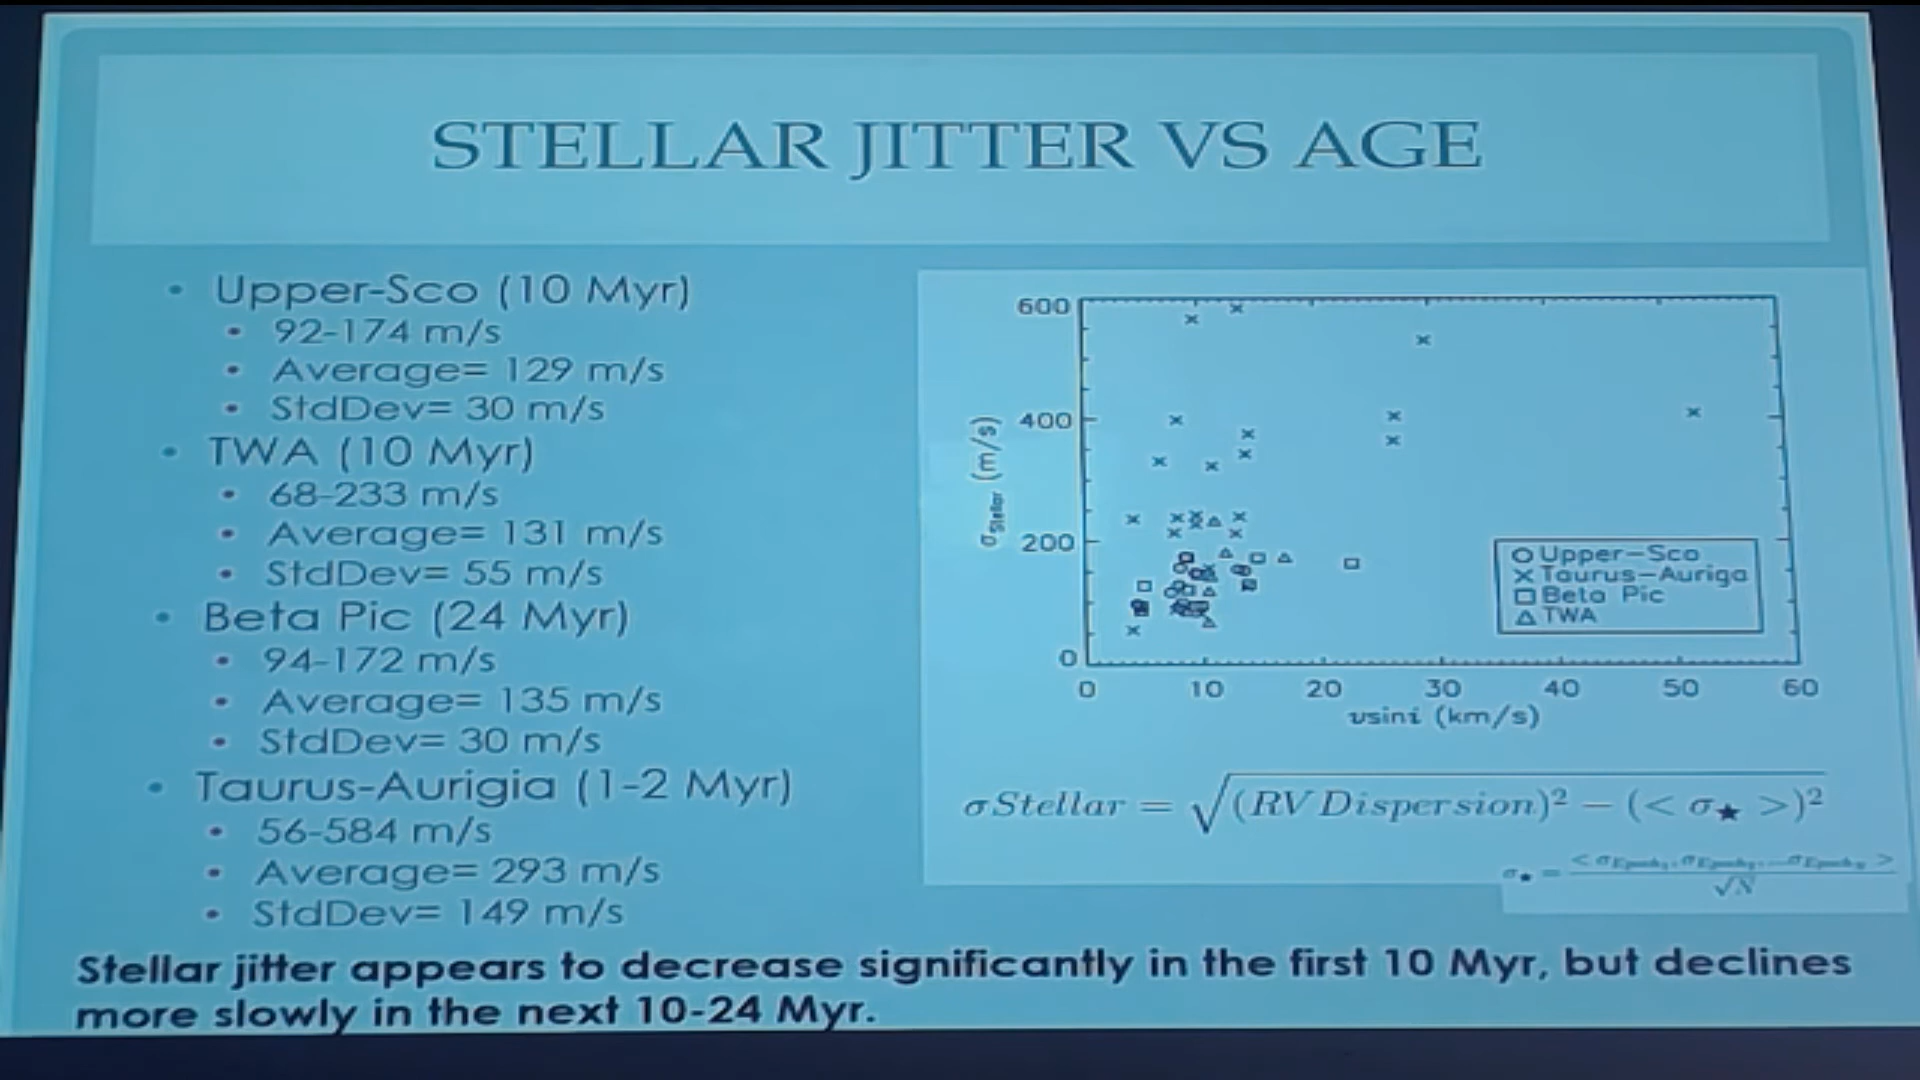 STELLAR JITTER VS AGE
• Upper-Sco (10 Myr)
• 92-174 m/s
• Average= 129 m/s
• StdDev= 30 m/s
• TWA (10 Myr)
• 68-233 m/s
• Average= 131 m/s
• StdDev= 55 m/s
• Beta Pic (24 Myr)
• 94-172 m/s
• Average= 135 m/s
• StdDev= 30 m/s
• Taurus-Aurigia (1-2 Myr)
• 56-584 m/s
• Average= 293 m/s
• StdDev= 149 m/s
600
400
200
0
σStellar (m/s)
0 10 20 30 40 50 60
vsini (km/s)
Upper-Sco
Taurus-Auriga
Beta Pic
TWA
σStellar = √(RV Dispersion)² − (< σ★ >)²
σ★ = < σEpoch₁, σEpoch₂, ...σEpochN > / √N
Stellar jitter appears to decrease significantly in the first 10 Myr, but declines
more slowly in the next 10-24 Myr.